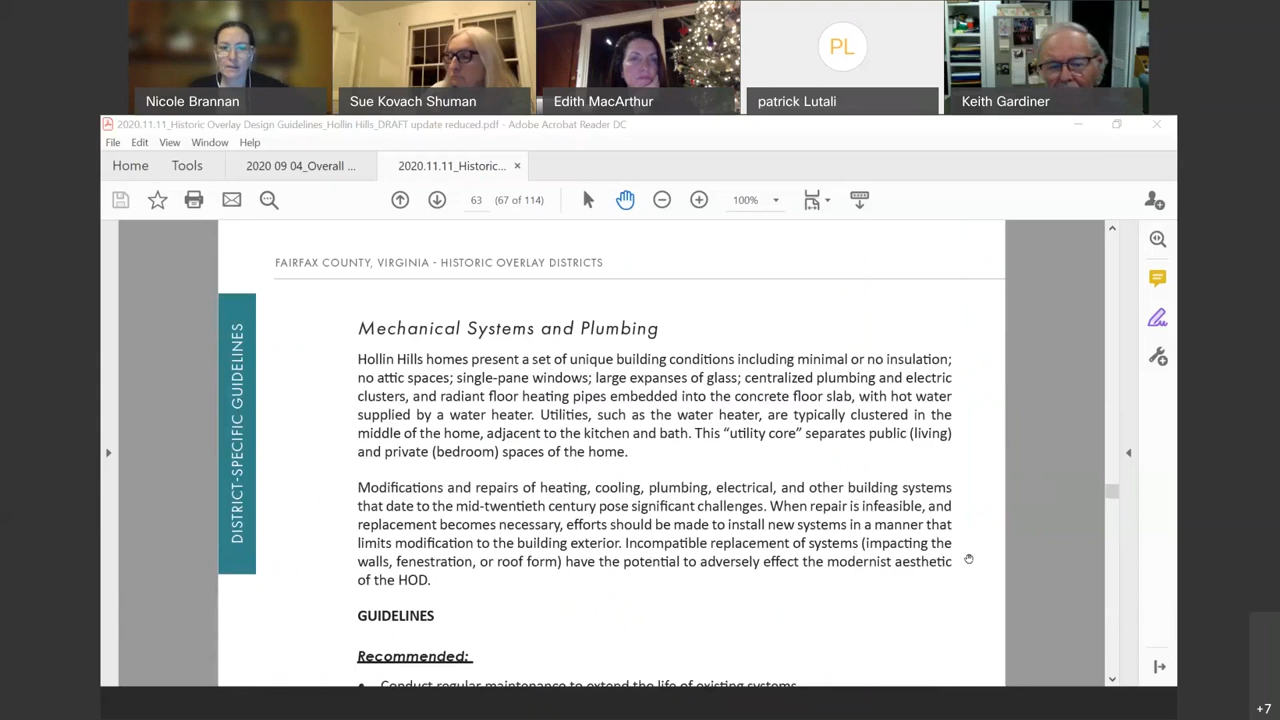 PL
Nicole Brannan
Sue Kovach Shuman
Edith MacArthur
patrick Lutali
Keith Gardiner
2020.11.11_Historic Overlay Design Guidelines_Hollin Hills_DRAFT update reduced.pdf - Adobe Acrobat Reader DC
File Edit View Window Help
Home Tools 2020 09 04_Overall ... 2020.11.11_Historic... ×
63 (67 of 114) 100%
FAIRFAX COUNTY, VIRGINIA - HISTORIC OVERLAY DISTRICTS
DISTRICT-SPECIFIC GUIDELINES
Mechanical Systems and Plumbing
Hollin Hills homes present a set of unique building conditions including minimal or no insulation;
no attic spaces; single-pane windows; large expanses of glass; centralized plumbing and electric
clusters, and radiant floor heating pipes embedded into the concrete floor slab, with hot water
supplied by a water heater. Utilities, such as the water heater, are typically clustered in the
middle of the home, adjacent to the kitchen and bath. This “utility core” separates public (living)
and private (bedroom) spaces of the home.
Modifications and repairs of heating, cooling, plumbing, electrical, and other building systems
that date to the mid-twentieth century pose significant challenges. When repair is infeasible, and
replacement becomes necessary, efforts should be made to install new systems in a manner that
limits modification to the building exterior. Incompatible replacement of systems (impacting the
walls, fenestration, or roof form) have the potential to adversely effect the modernist aesthetic
of the HOD.
GUIDELINES
Recommended:
• Conduct regular maintenance to extend the life of existing systems
+7